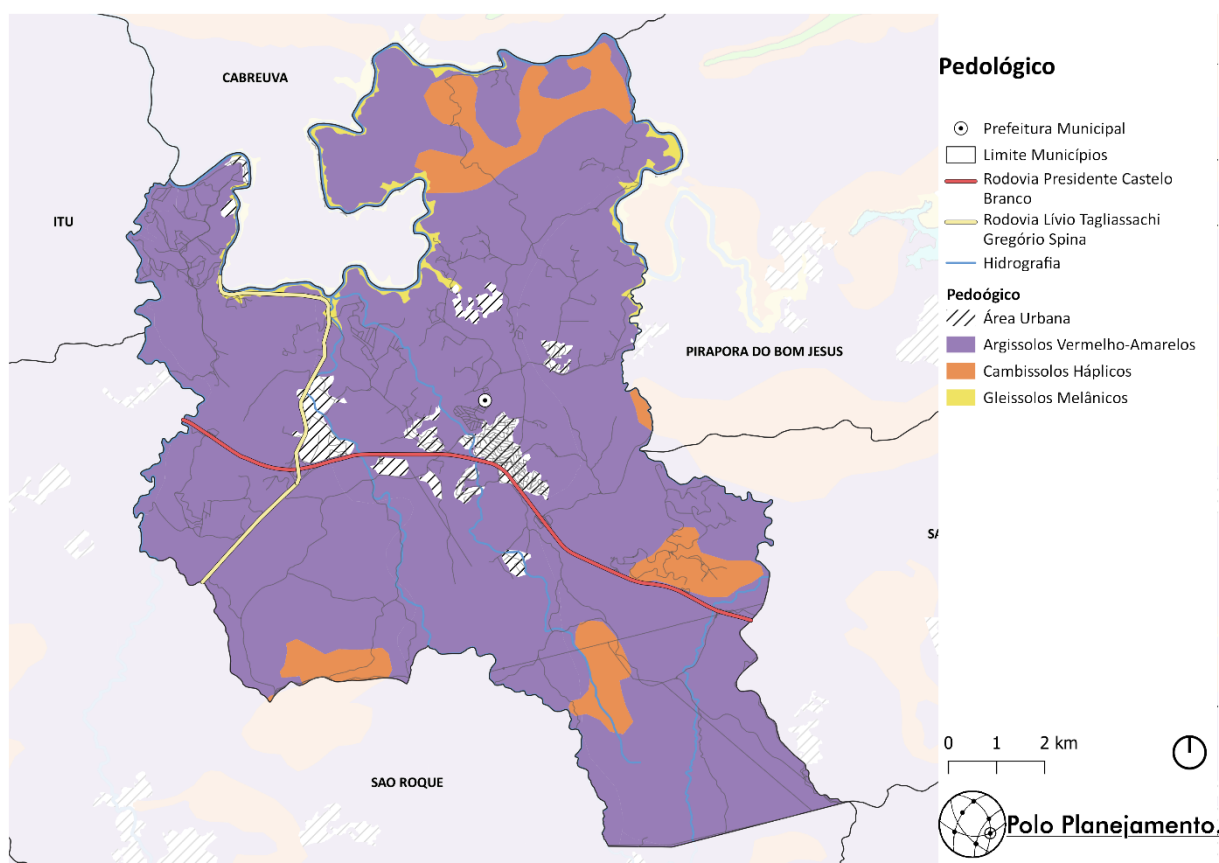 CABREUVA
ITU
PIRAPORA DO BOM JESUS
SA
SAO ROQUE
Pedológico
Prefeitura Municipal
Limite Municípios
Rodovia Presidente Castelo
Branco
Rodovia Lívio Tagliassachi
Gregório Spina
Hidrografia
Pedoógico
Área Urbana
Argissolos Vermelho-Amarelos
Cambissolos Háplicos
Gleissolos Melânicos
0 1 2 km
Polo Planejamento.